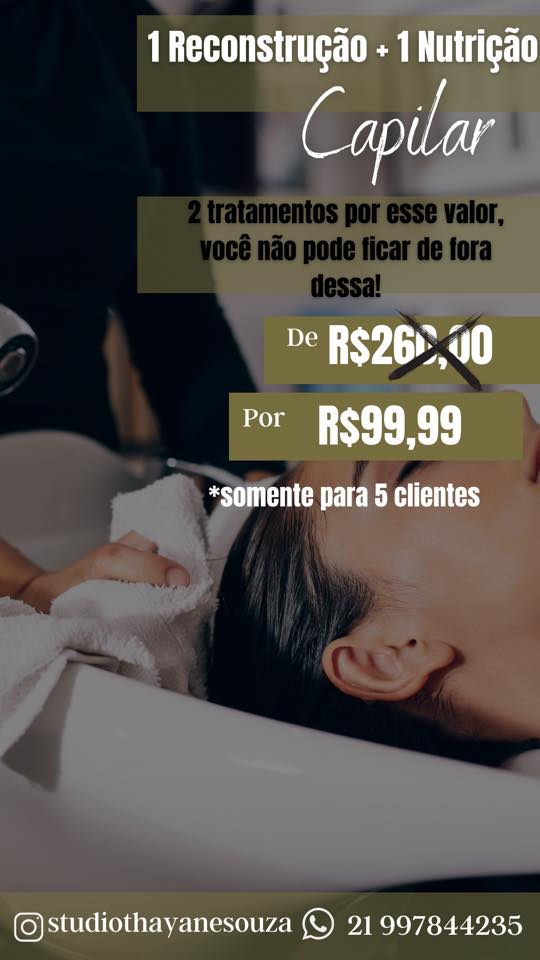 1 Reconstrução + 1 Nutrição
Capilar
2 tratamentos por esse valor,
você não pode ficar de fora
dessa!
De R$260,00
Por R$99,99
*somente para 5 clientes
studiothayanesouza 21 997844235